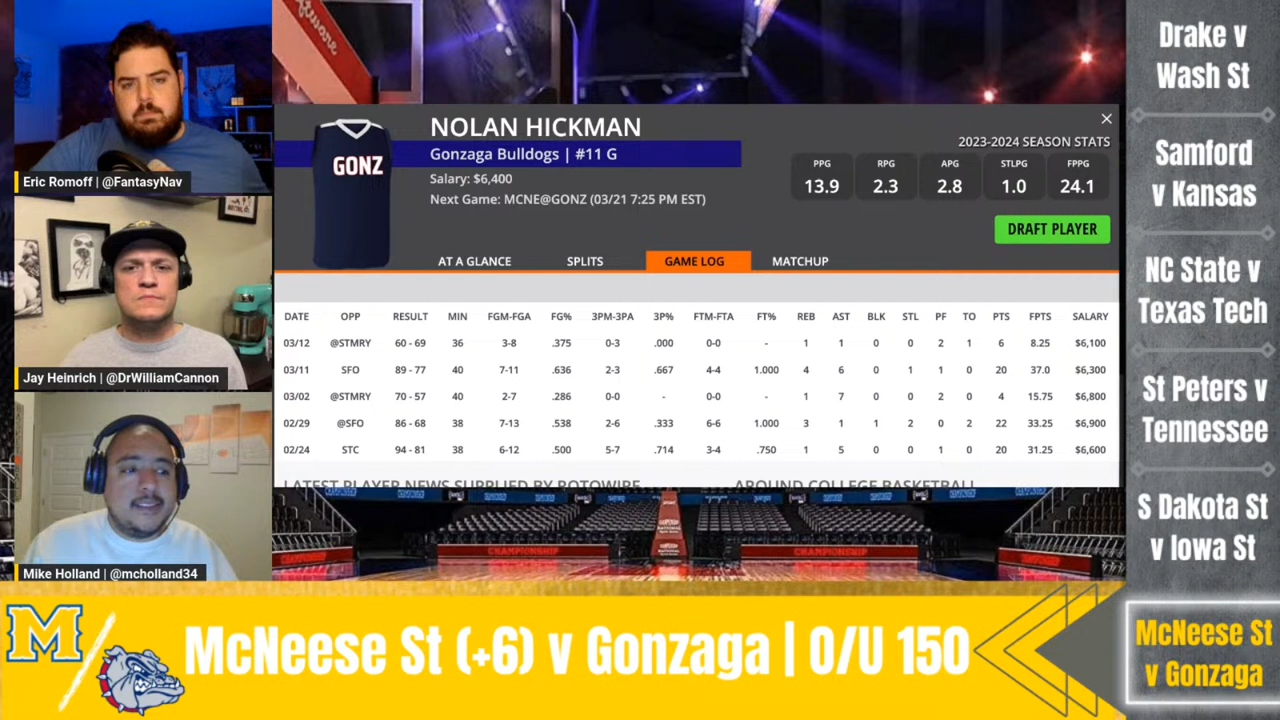 Eric Romoff | @FantasyNav
Jay Heinrich | @DrWilliamCannon
Mike Holland | @mcholland34
NOLAN HICKMAN
Gonzaga Bulldogs | #11 G
Salary: $6,400
Next Game: MCNE@GONZ (03/21 7:25 PM EST)
GONZ
2023-2024 SEASON STATS
PPG RPG APG STLPG FPPG
13.9 2.3 2.8 1.0 24.1
DRAFT PLAYER
AT A GLANCE SPLITS GAME LOG MATCHUP
DATE OPP RESULT MIN FGM-FGA FG% 3PM-3PA 3P% FTM-FTA FT% REB AST BLK STL PF TO PTS FPTS SALARY
03/12 @STMRY 60 - 69 36 3-8 .375 0-3 .000 0-0 - 1 1 0 0 2 1 6 8.25 $6,100
03/11 SFO 89 - 77 40 7-11 .636 2-3 .667 4-4 1.000 4 6 0 1 1 0 20 37.0 $6,300
03/02 @STMRY 70 - 57 40 2-7 .286 0-0 - 0-0 - 1 7 0 0 2 0 4 15.75 $6,800
02/29 @SFO 86 - 68 38 7-13 .538 2-6 .333 6-6 1.000 3 1 1 2 0 2 22 33.25 $6,900
02/24 STC 94 - 81 38 6-12 .500 5-7 .714 3-4 .750 1 5 0 0 1 0 20 31.25 $6,600
LATEST PLAYER NEWS SUPPLIED BY ROTOWIRE AROUND COLLEGE BASKETBALL
CHAMPIONSHIP
CHAMPIONSHIP
M
McNeese St (+6) v Gonzaga | O/U 150
Drake v
Wash St
Samford
v Kansas
NC State v
Texas Tech
St Peters v
Tennessee
S Dakota St
v Iowa St
McNeese St
v Gonzaga